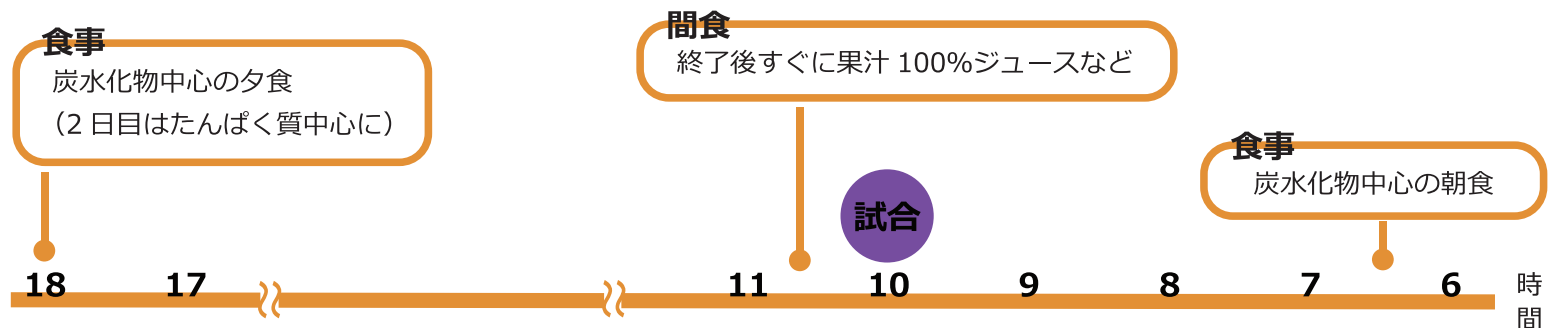 食事
炭水化物中心の夕食
（2 日目はたんぱく質中心に）
間食
終了後すぐに果汁 100%ジュースなど
食事
炭水化物中心の朝食
試合
18 17 11 10 9 8 7 6 時間